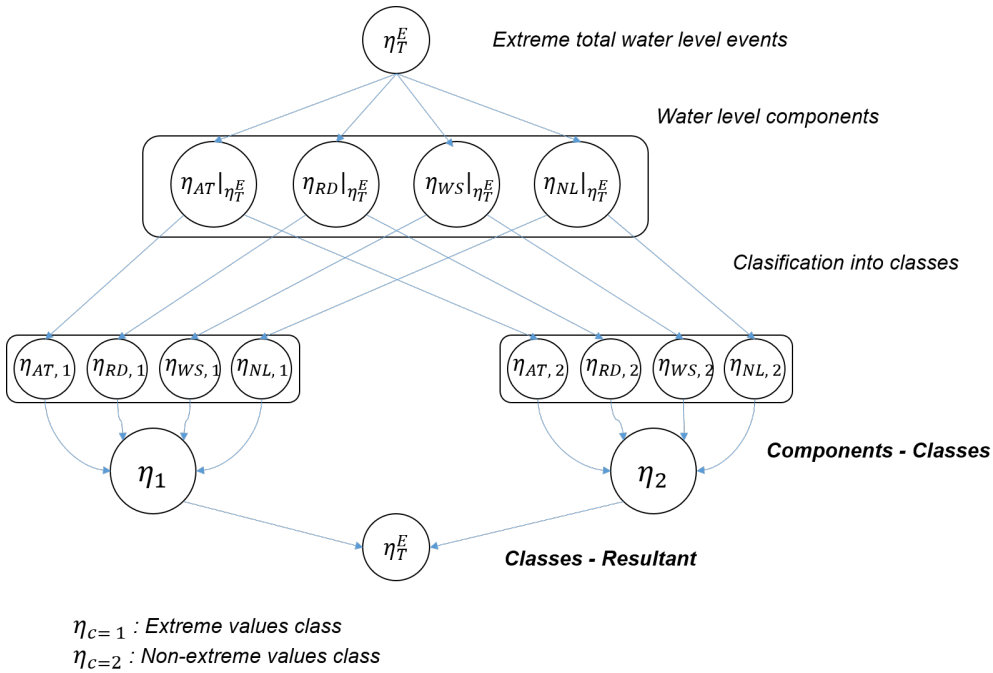 η_T^E
Extreme total water level events
Water level components
η_AT|η_T^E η_RD|η_T^E η_WS|η_T^E η_NL|η_T^E
Clasification into classes
η_AT, 1 η_RD, 1 η_WS, 1 η_NL, 1 η_AT, 2 η_RD, 2 η_WS, 2 η_NL, 2
Components - Classes
η_1 η_2
η_T^E
Classes - Resultant
η_c= 1 : Extreme values class
η_c=2 : Non-extreme values class